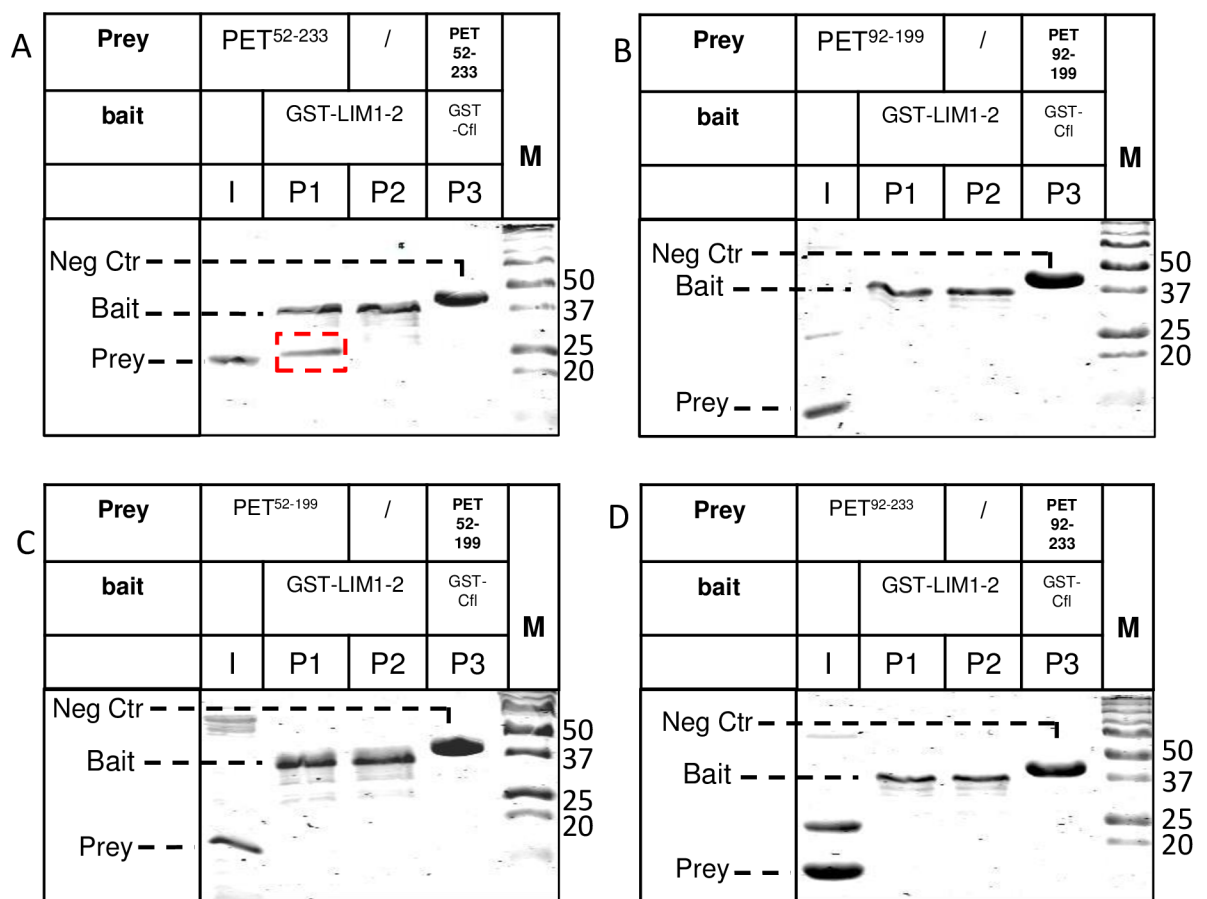 A
Prey PET52-233 / PET 52-233
bait GST-LIM1-2 GST-Cfl
M
I P1 P2 P3
Neg Ctr
Bait
Prey
50
37
25
20
B
Prey PET92-199 / PET 92-199
bait GST-LIM1-2 GST-Cfl
M
I P1 P2 P3
Neg Ctr
Bait
Prey
50
37
25
20
C
Prey PET52-199 / PET 52-199
bait GST-LIM1-2 GST-Cfl
M
I P1 P2 P3
Neg Ctr
Bait
Prey
50
37
25
20
D
Prey PET92-233 / PET 92-233
bait GST-LIM1-2 GST-Cfl
M
I P1 P2 P3
Neg Ctr
Bait
Prey
50
37
25
20